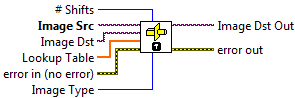 # Shifts
Image Src
Image Dst Out
Image Dst
Lookup Table
error out
error in (no error)
Image Type